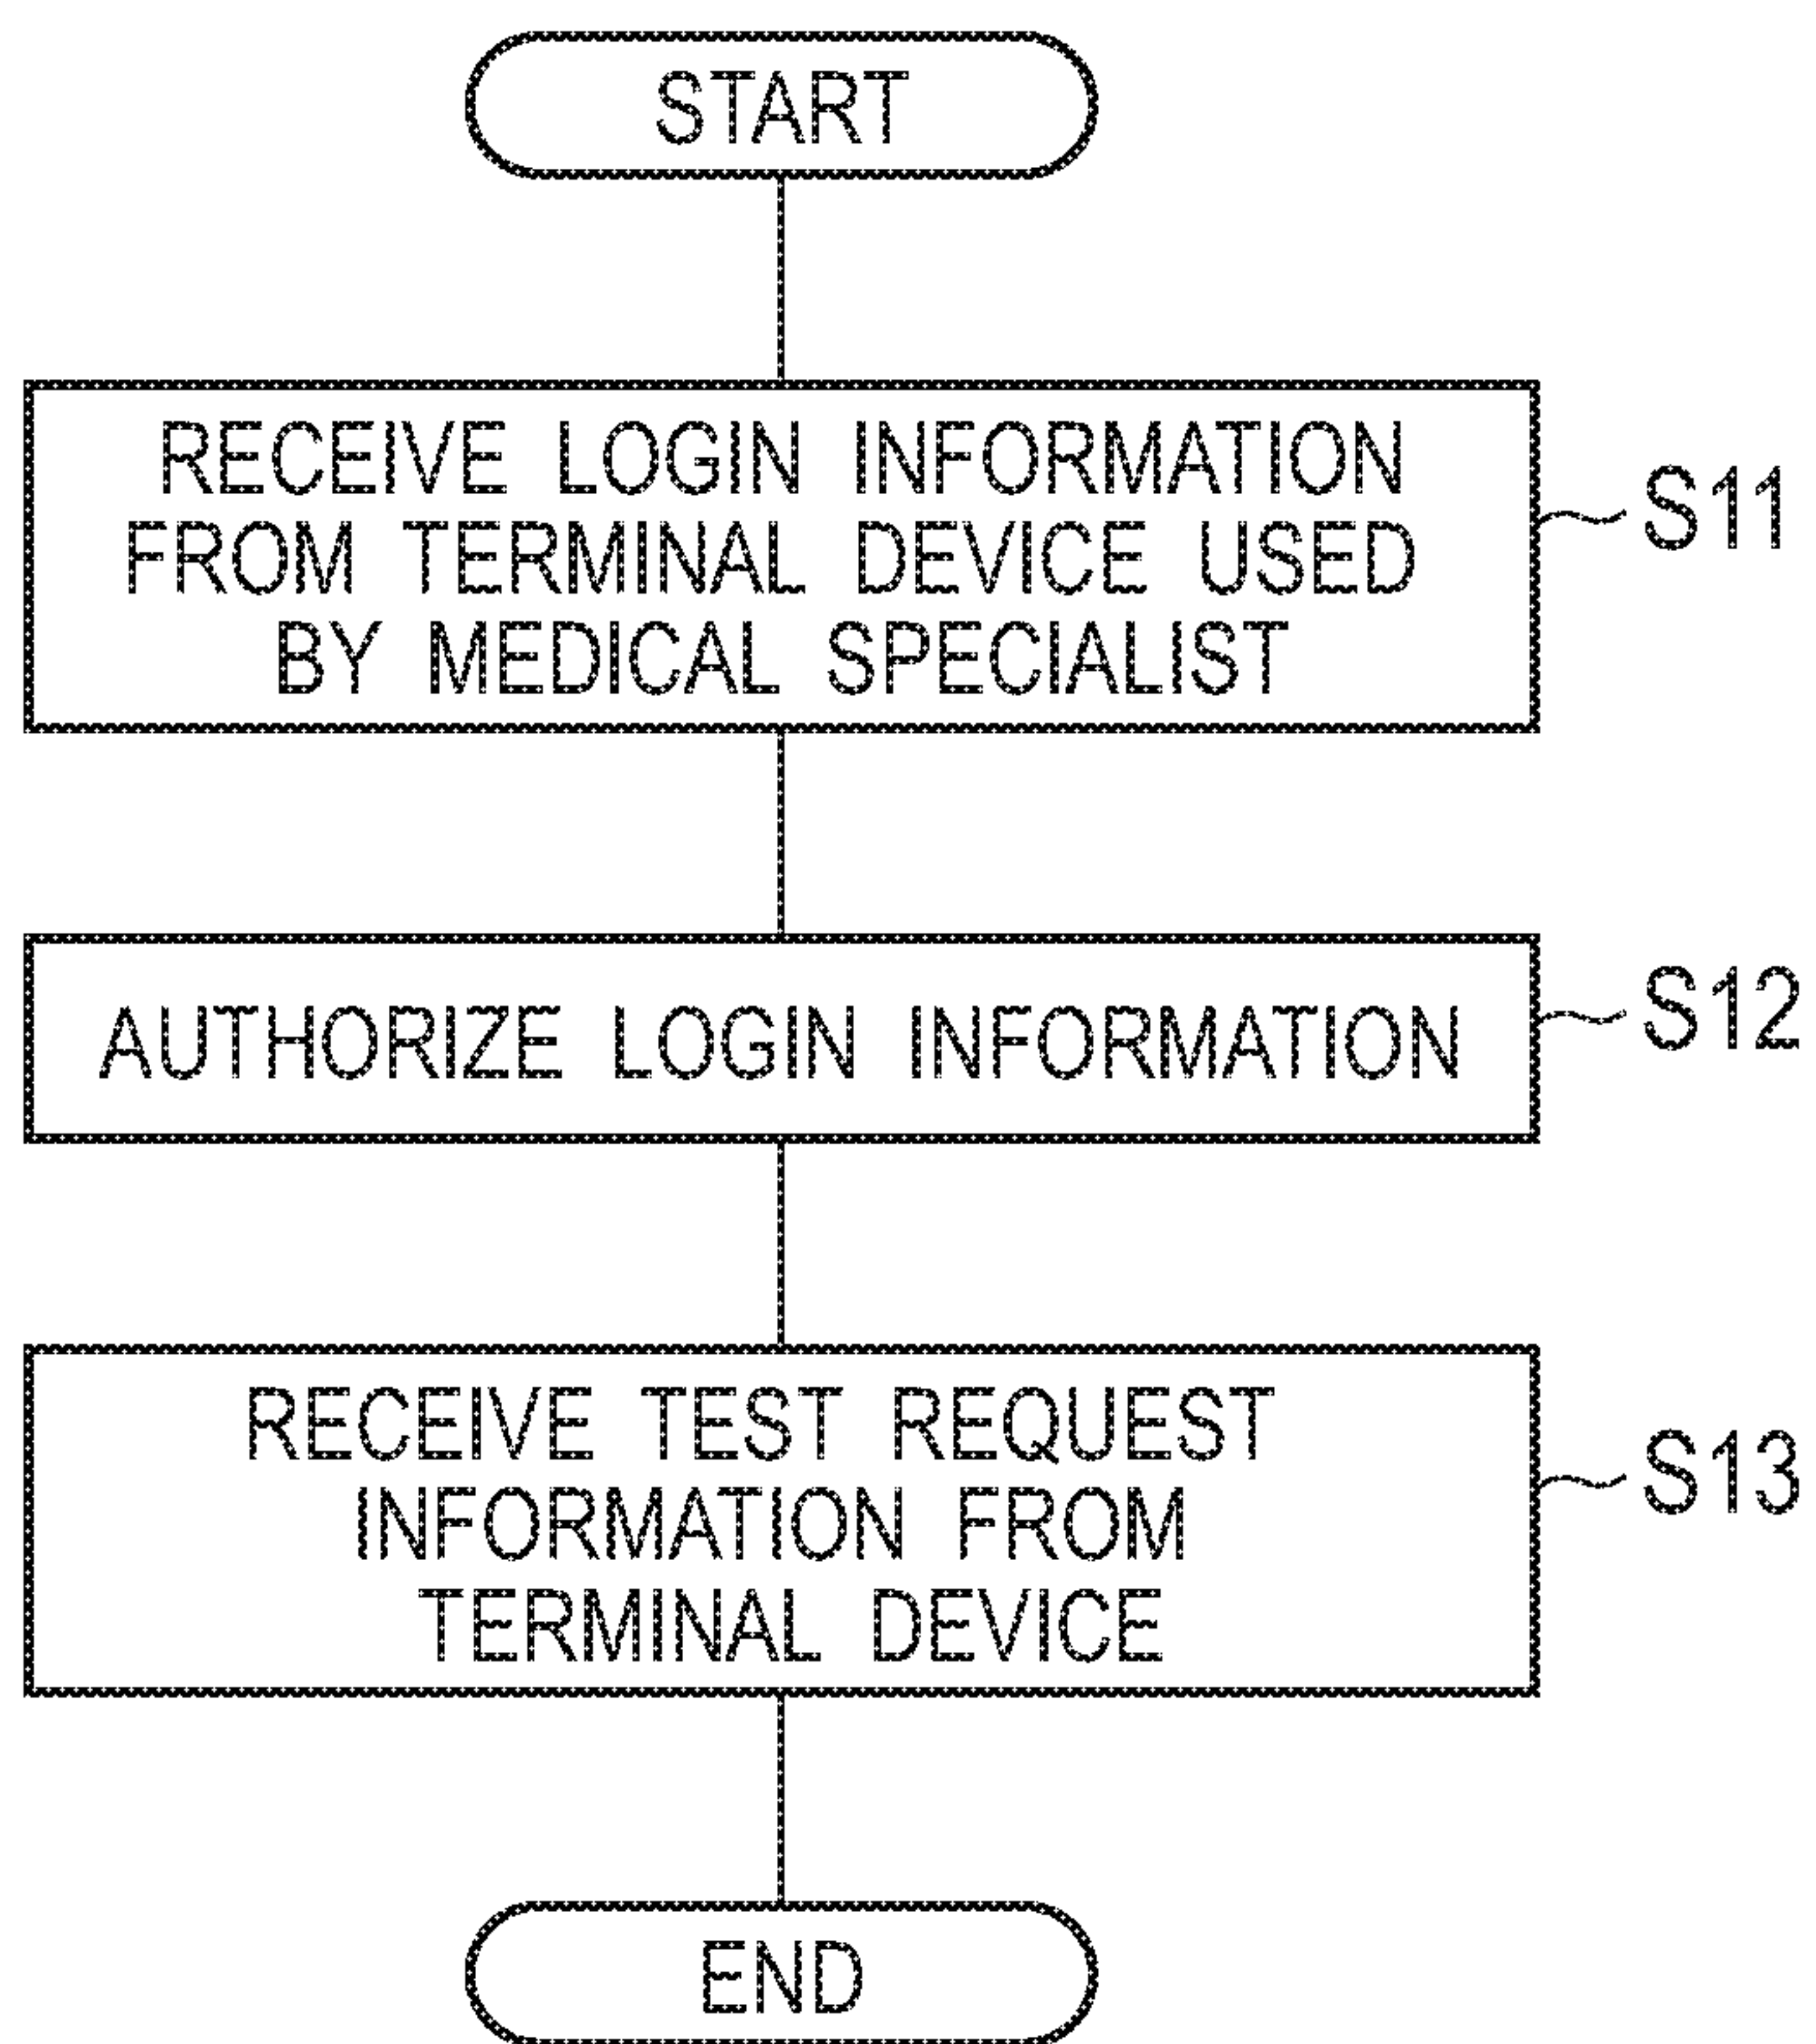 START
RECEIVE LOGIN INFORMATION
FROM TERMINAL DEVICE USED
BY MEDICAL SPECIALIST
S11
AUTHORIZE LOGIN INFORMATION
S12
RECEIVE TEST REQUEST
INFORMATION FROM
TERMINAL DEVICE
S13
END